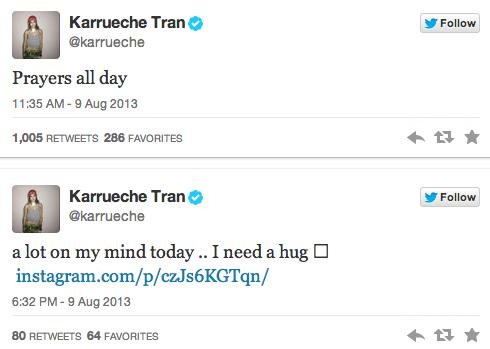 Karrueche Tran
Follow
@karrueche
Prayers all day
11:35 AM - 9 Aug 2013
1,005 RETWEETS 286 FAVORITES
Karrueche Tran
Follow
@karrueche
a lot on my mind today .. I need a hug □
instagram.com/p/czJs6KGTqn/
6:32 PM - 9 Aug 2013
80 RETWEETS 64 FAVORITES